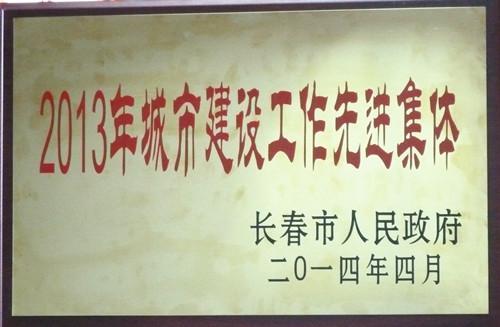 2013年城市建设工作先进集体
长春市人民政府
二0一四年四月